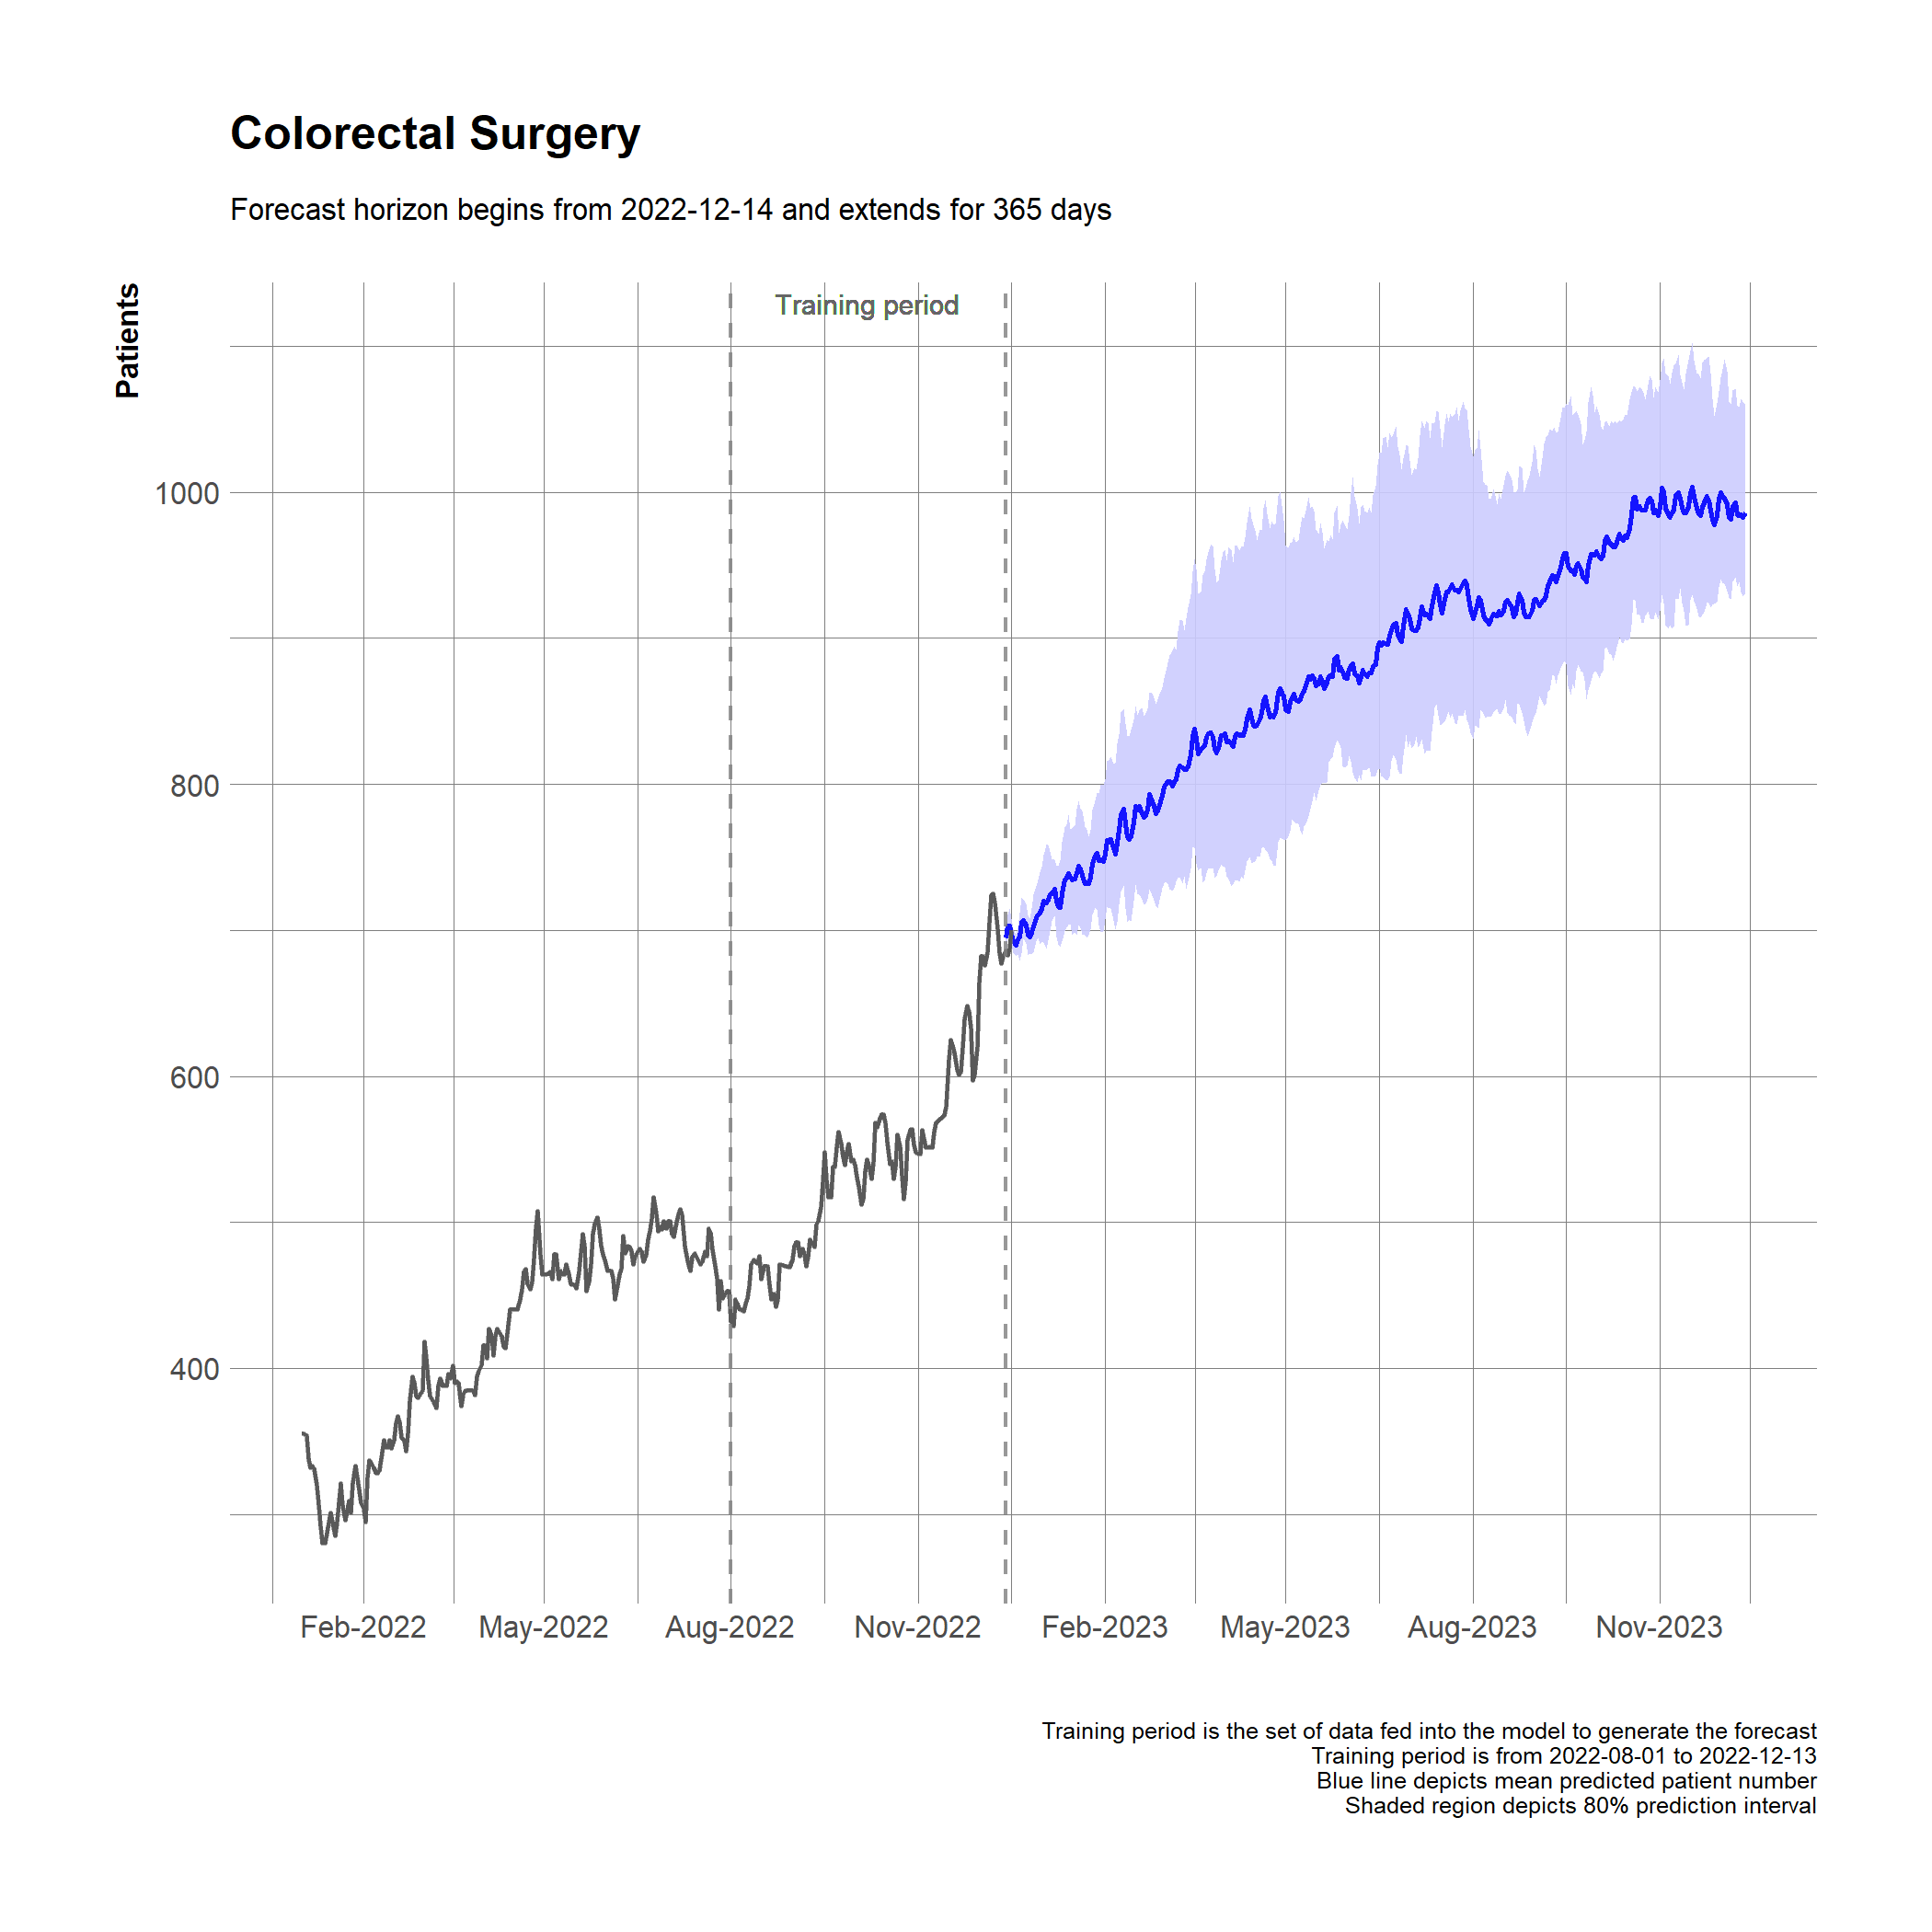 Colorectal Surgery
Forecast horizon begins from 2022-12-14 and extends for 365 days
Patients
Training period
1000
800
600
400
Feb-2022 May-2022 Aug-2022 Nov-2022 Feb-2023 May-2023 Aug-2023 Nov-2023
Training period is the set of data fed into the model to generate the forecast
Training period is from 2022-08-01 to 2022-12-13
Blue line depicts mean predicted patient number
Shaded region depicts 80% prediction interval